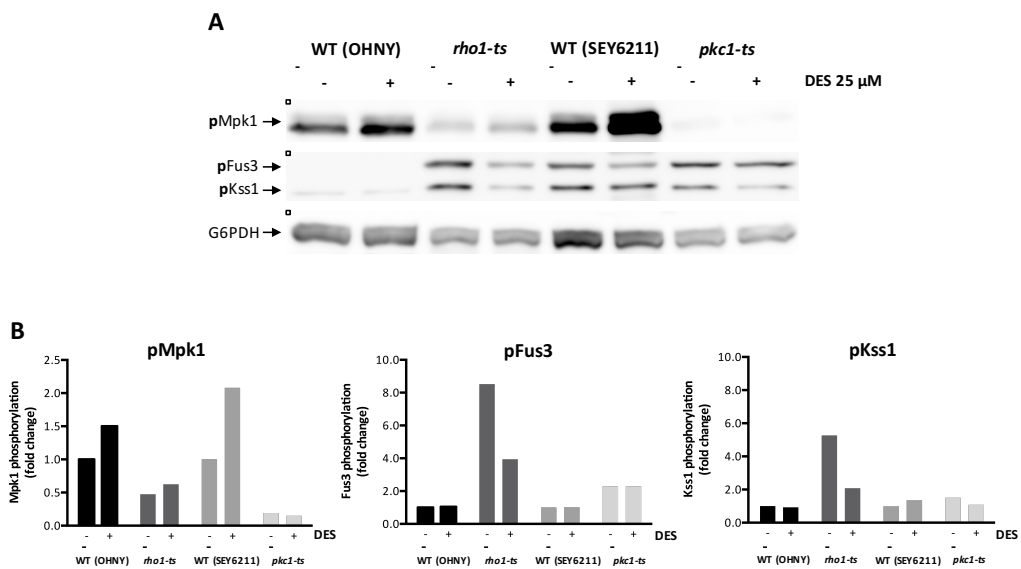 A
WT (OHNY) rho1-ts WT (SEY6211) pkc1-ts
- - - -
- + - + - + - + DES 25 µM
pMpk1
pFus3
pKss1
G6PDH
B
pMpk1 pFus3 pKss1
Mpk1 phosphorylation
(fold change)
2.5
2.0
1.5
1.0
0.5
0.0
- + - + - + - + DES
- -
WT (OHNY) rho1-ts WT (SEY6211) pkc1-ts
Fus3 phosphorylation
(fold change)
10.0
8.0
6.0
4.0
2.0
0.0
- + - + - + - + DES
- -
WT (OHNY) rho1-ts WT (SEY6211) pkc1-ts
Kss1 phosphorylation
(fold change)
10.0
8.0
6.0
4.0
2.0
0.0
- + - + - + - + DES
- -
WT (OHNY) rho1-ts WT (SEY6211) pkc1-ts